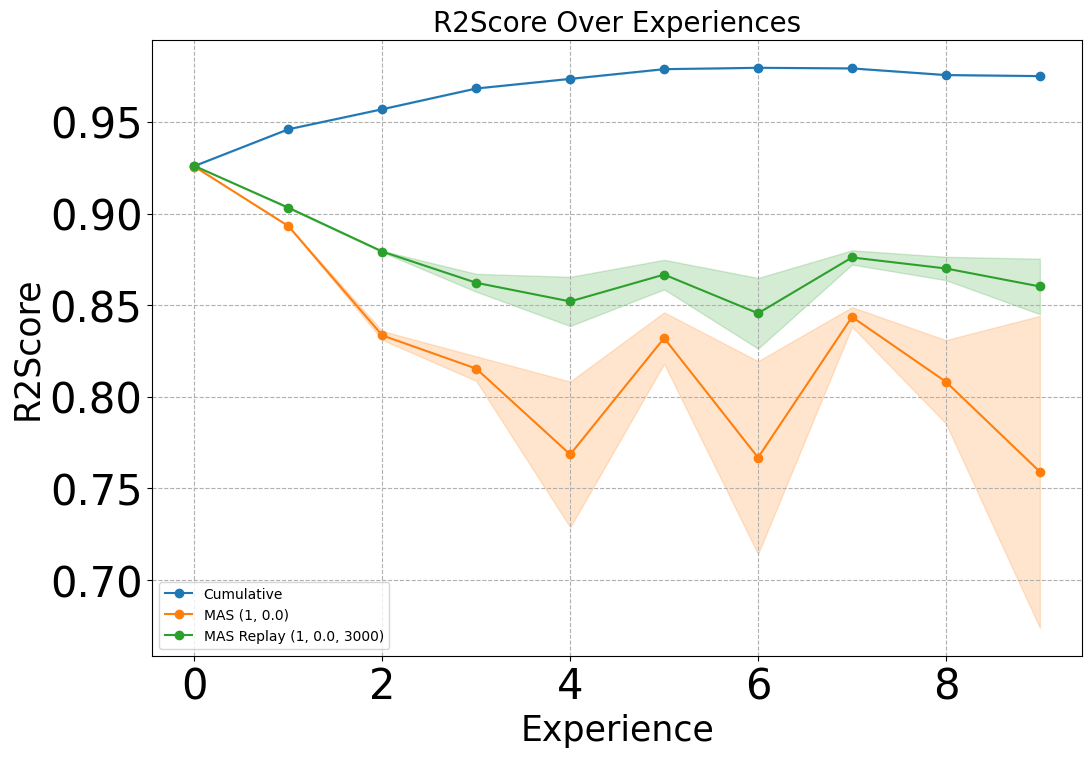 R2Score Over Experiences
R2Score
0.95
0.90
0.85
0.80
0.75
0.70
Cumulative
MAS (1, 0.0)
MAS Replay (1, 0.0, 3000)
0 2 4 6 8
Experience